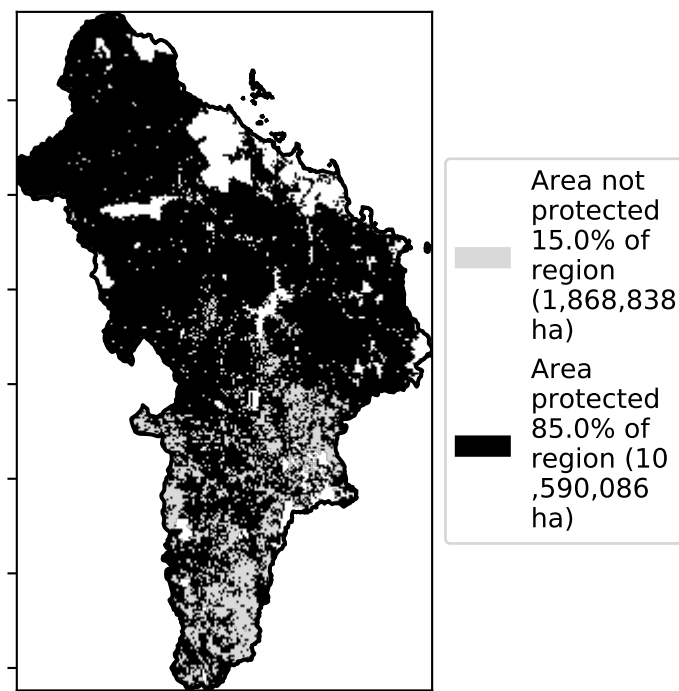 Area not
protected
15.0% of
region
(1,868,838
ha)
Area
protected
85.0% of
region (10
,590,086
ha)